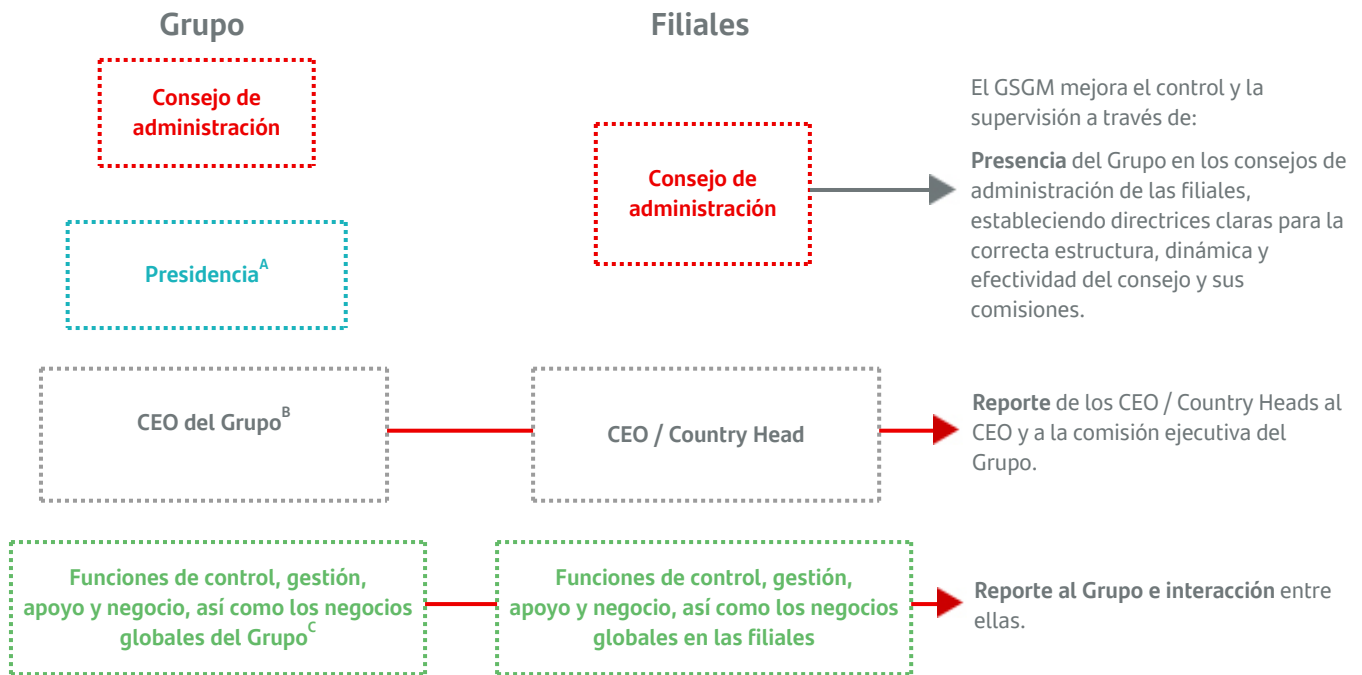 Grupo
Filiales
Consejo de
administración
Consejo de
administración
El GSGM mejora el control y la
supervisión a través de:
Presencia del Grupo en los consejos de
administración de las filiales,
estableciendo directrices claras para la
correcta estructura, dinámica y
efectividad del consejo y sus
comisiones.
Presidencia^A
CEO del Grupo^B
CEO / Country Head
Reporte de los CEO / Country Heads al
CEO y a la comisión ejecutiva del
Grupo.
Funciones de control, gestión,
apoyo y negocio, así como los negocios
globales del Grupo^C
Funciones de control, gestión,
apoyo y negocio, así como los negocios
globales en las filiales
Reporte al Grupo e interacción entre
ellas.